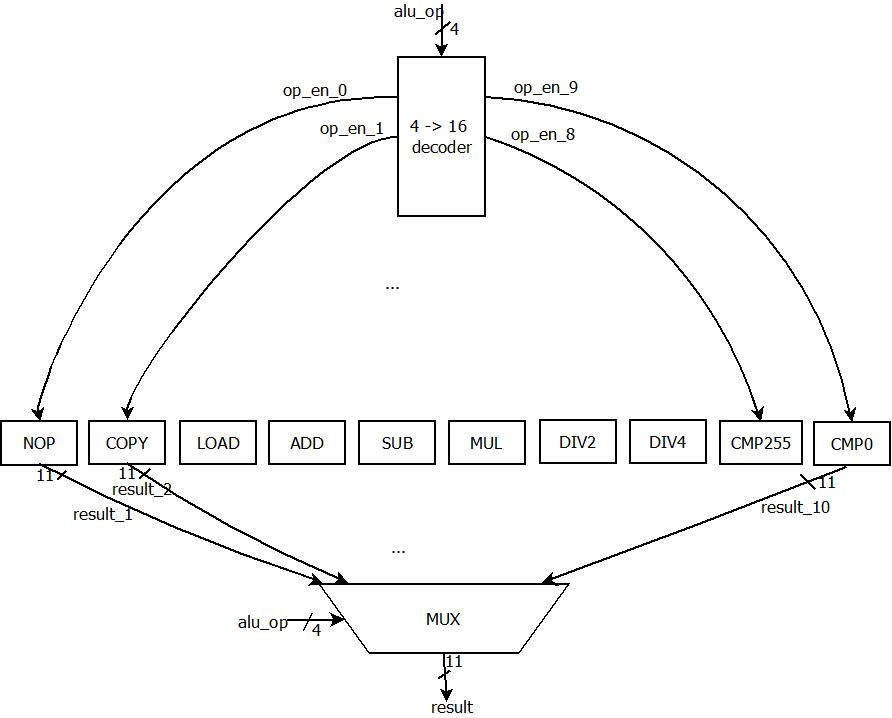 alu_op
4
op_en_0
op_en_9
op_en_1
4 -> 16
decoder
op_en_8
...
NOP
COPY
LOAD
ADD
SUB
MUL
DIV2
DIV4
CMP255
CMP0
11
11
11
result_2
result_1
result_10
...
alu_op
4
MUX
11
result